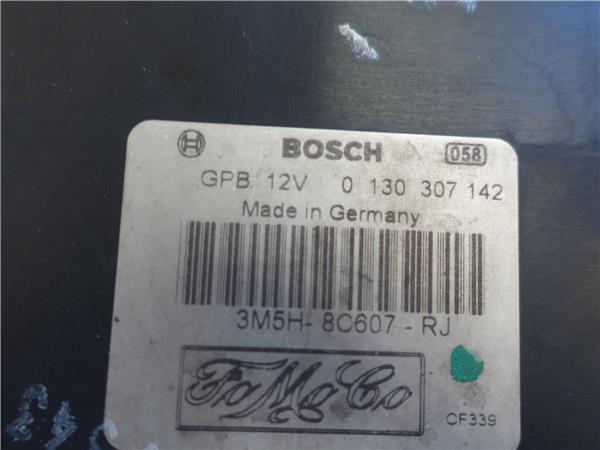 BOSCH 058
GPB 12V 0 130 307 142
Made in Germany
3M5H-8C607-RJ
FoMoCo
CF339